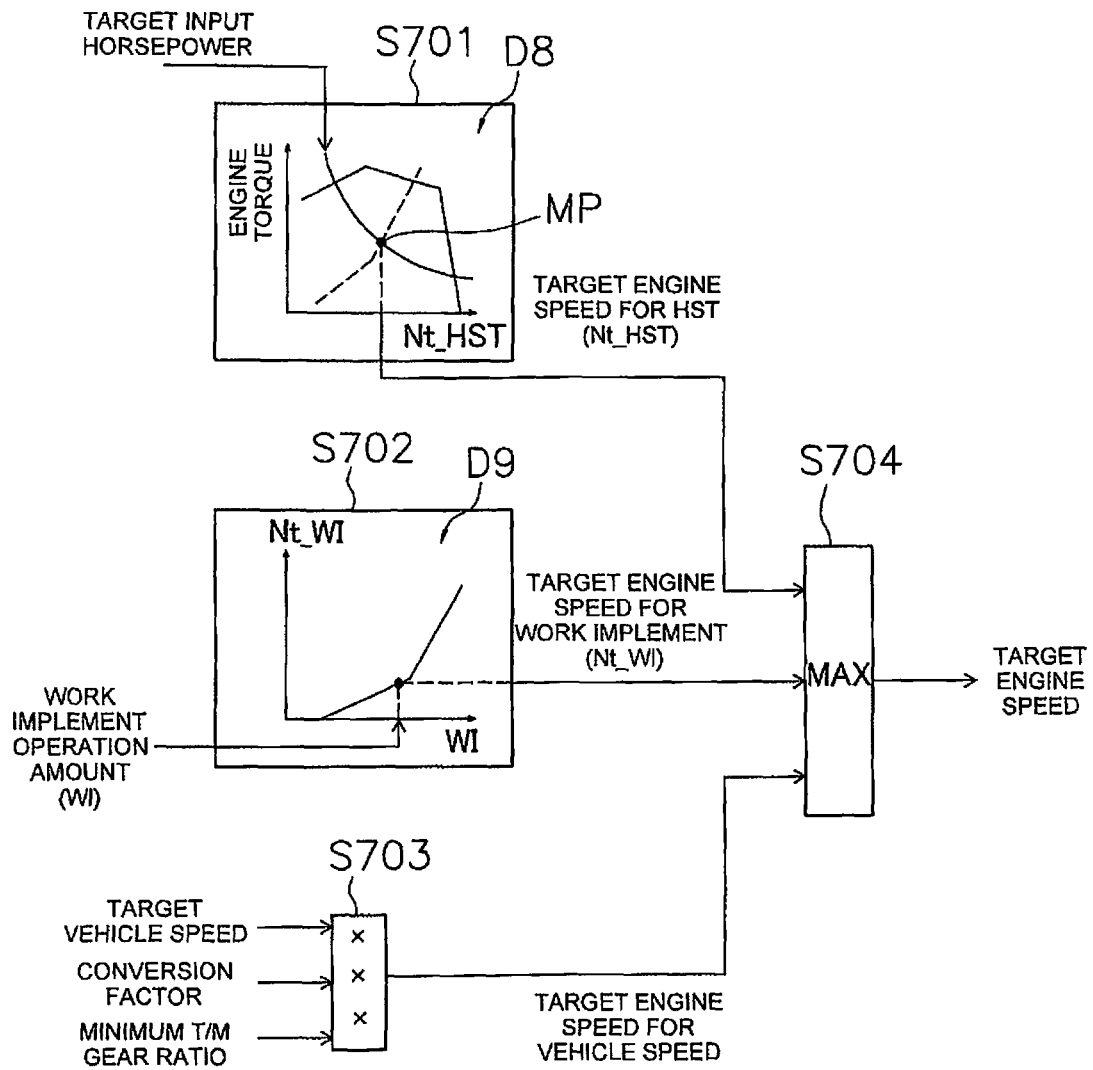 TARGET INPUT
HORSEPOWER
S701
D8
ENGINE
TORQUE
MP
Nt_HST
TARGET ENGINE
SPEED FOR HST
(Nt_HST)
S702
D9
S704
Nt_WI
TARGET ENGINE
SPEED FOR
WORK IMPLEMENT
(Nt_WI)
MAX
TARGET
ENGINE
SPEED
WORK
IMPLEMENT
OPERATION
AMOUNT
(WI)
WI
S703
TARGET
VEHICLE SPEED
×
CONVERSION
FACTOR
×
MINIMUM T/M
GEAR RATIO
×
TARGET ENGINE
SPEED FOR
VEHICLE SPEED